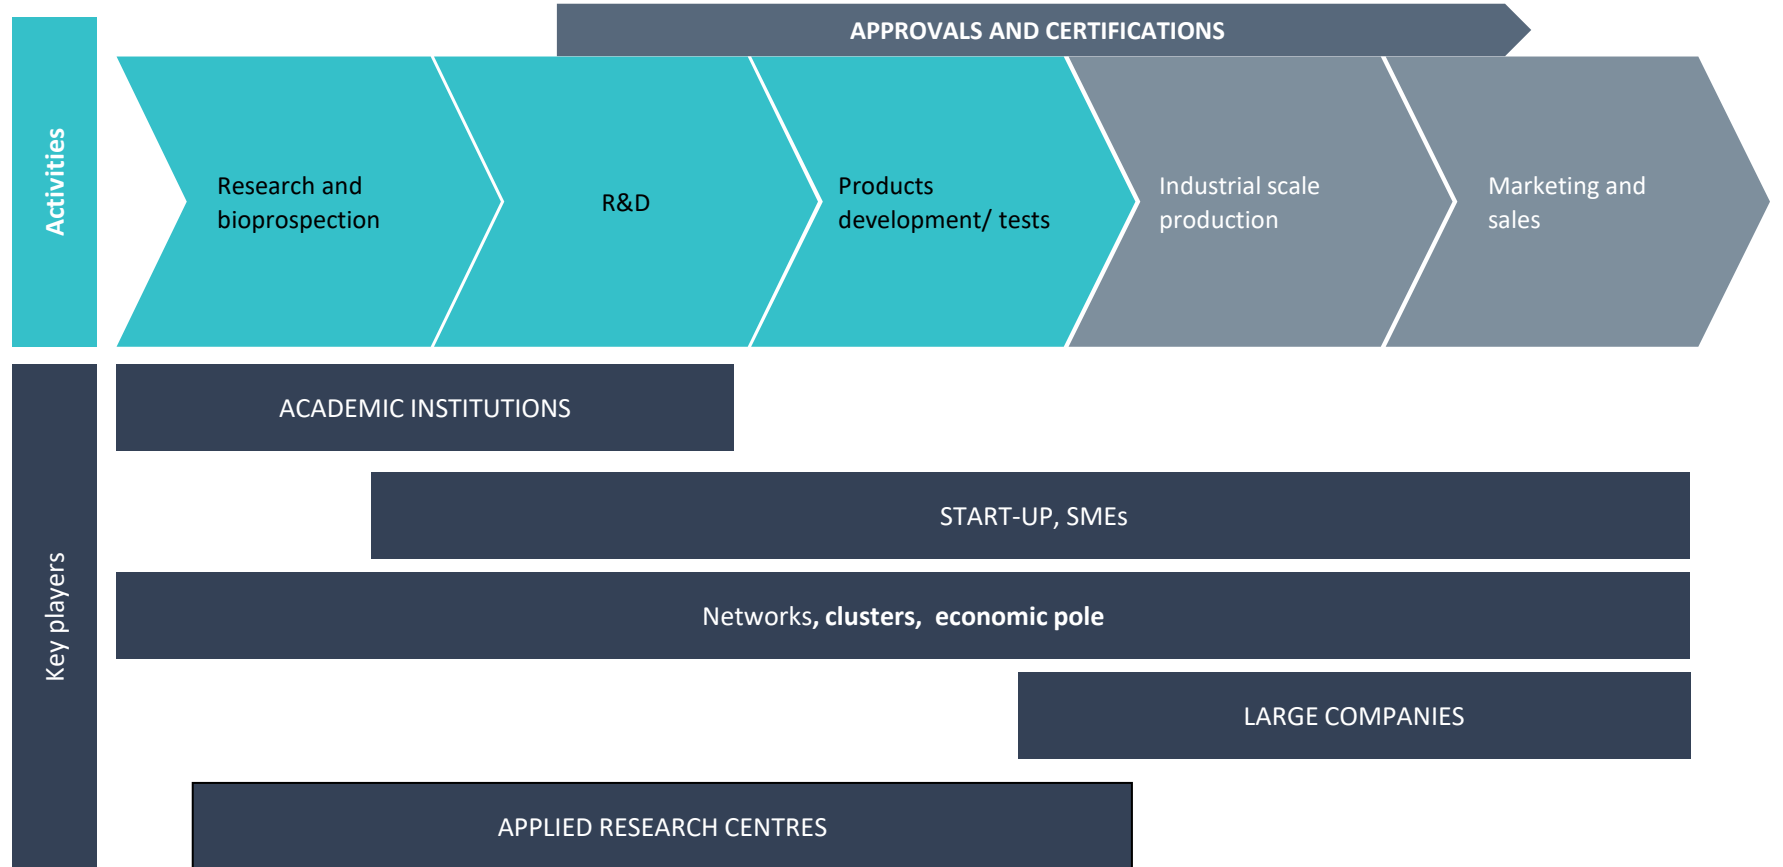 APPROVALS AND CERTIFICATIONS
Activities
Research and
bioprospection
R&D
Products
development/ tests
Industrial scale
production
Marketing and
sales
Key players
ACADEMIC INSTITUTIONS
START-UP, SMEs
Networks, clusters,  economic pole
LARGE COMPANIES
APPLIED RESEARCH CENTRES